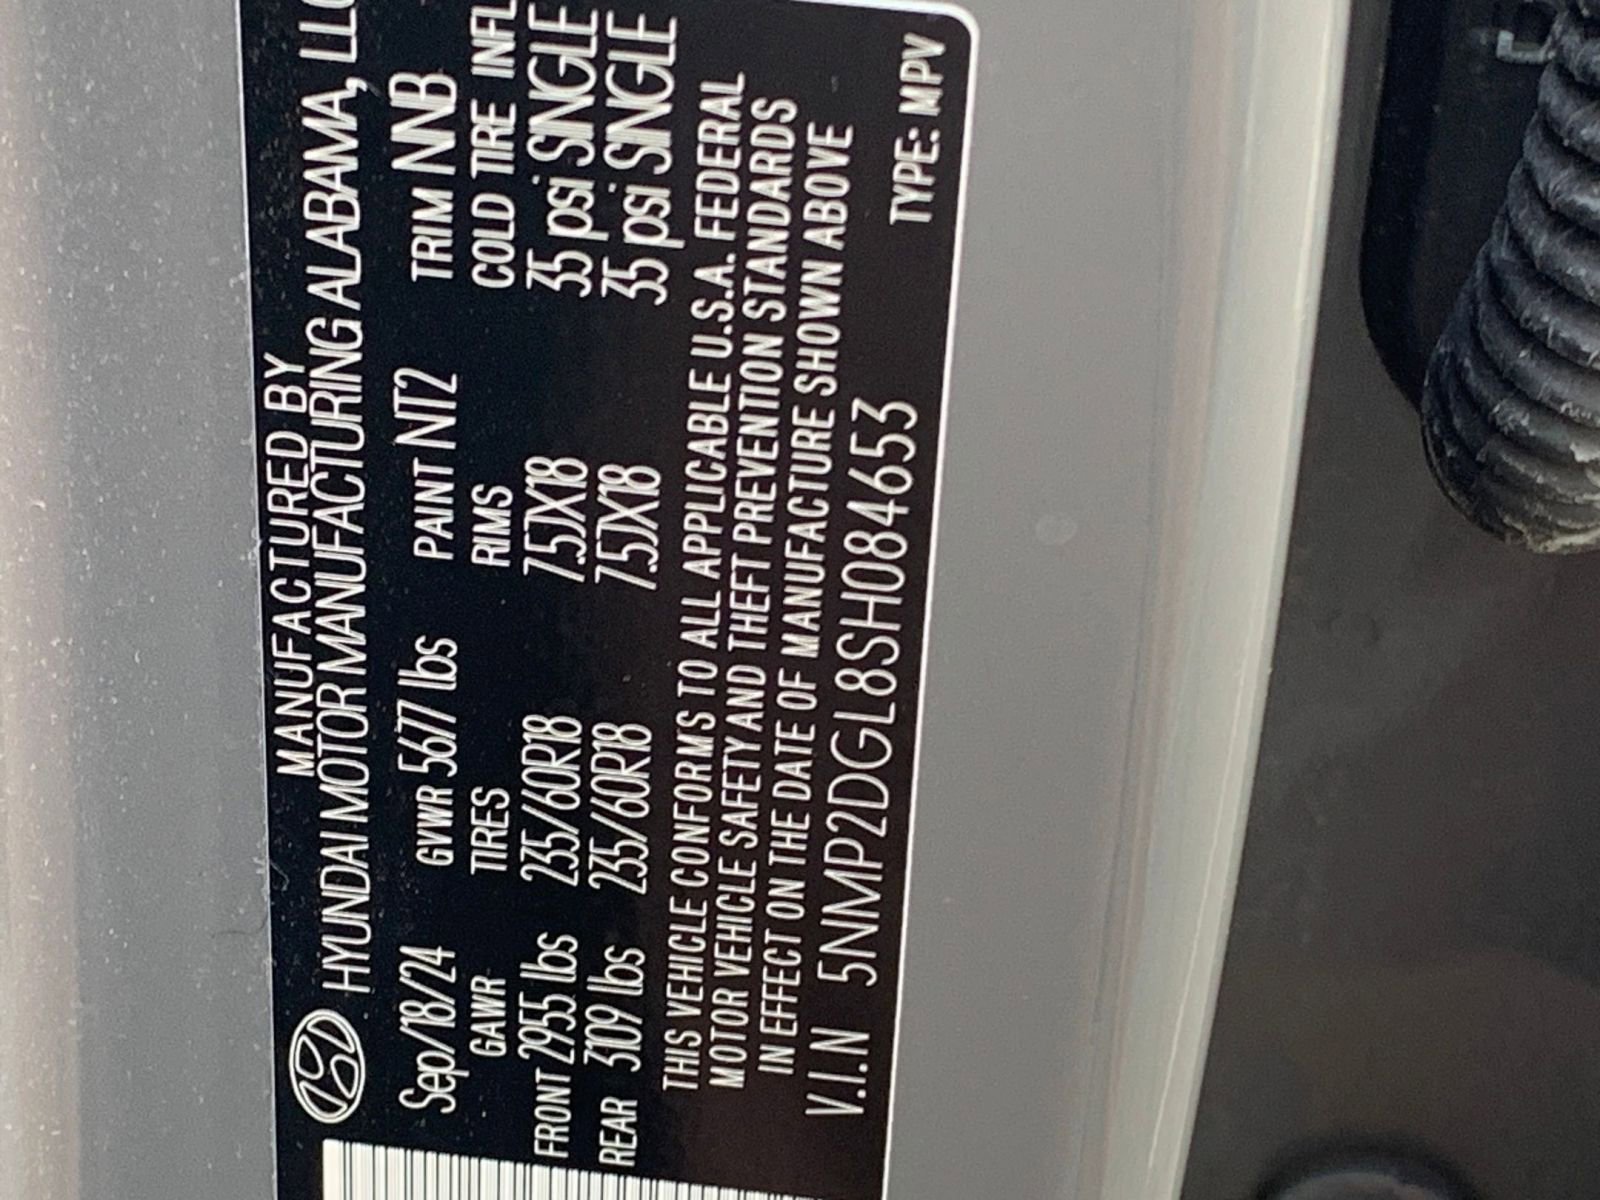 MANUFACTURED BY
HYUNDAI MOTOR MANUFACTURING ALABAMA, LLC
Sep/18/24 GVWR 5677 lbs PAINT NT2 TRIM NNB
GAWR TIRES RIMS COLD TIRE INFL
FRONT 2955 lbs 235/60R18 7.5JX18 35 psi SINGLE
REAR 3109 lbs 235/60R18 7.5JX18 35 psi SINGLE
THIS VEHICLE CONFORMS TO ALL APPLICABLE U.S.A. FEDERAL
MOTOR VEHICLE SAFETY AND THEFT PREVENTION STANDARDS
IN EFFECT ON THE DATE OF MANUFACTURE SHOWN ABOVE
V.I.N 5NMP2DGL8SH084653 TYPE: MPV